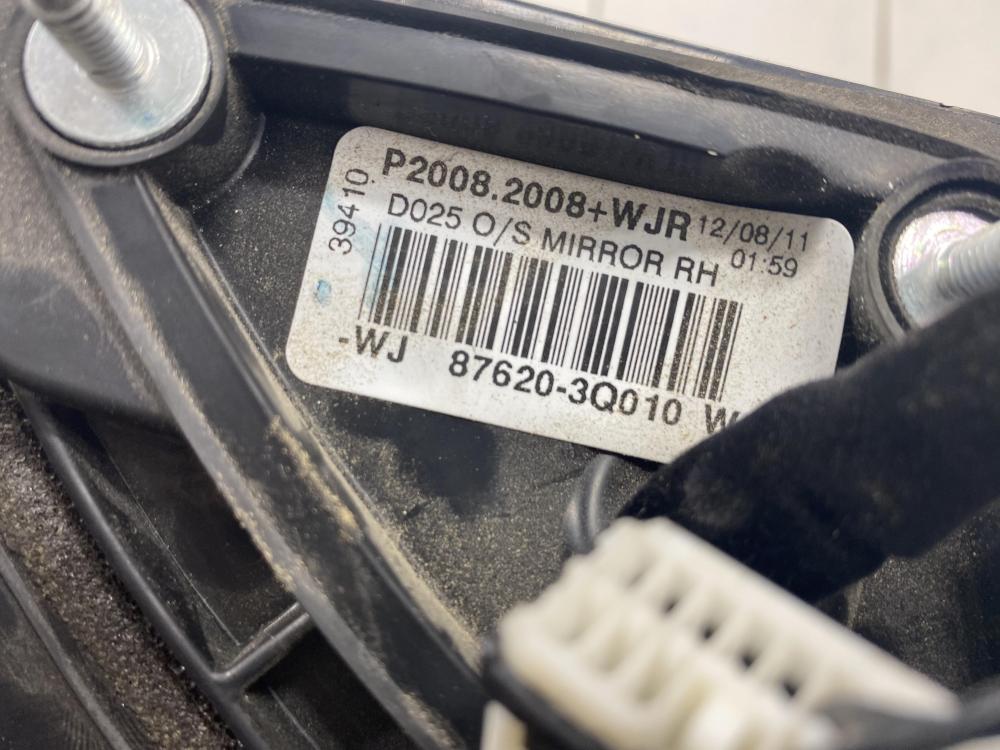 P2008.2008+WJR 12/08/11
D025 O/S MIRROR RH 01:59
39410
-WJ 87620-3Q010